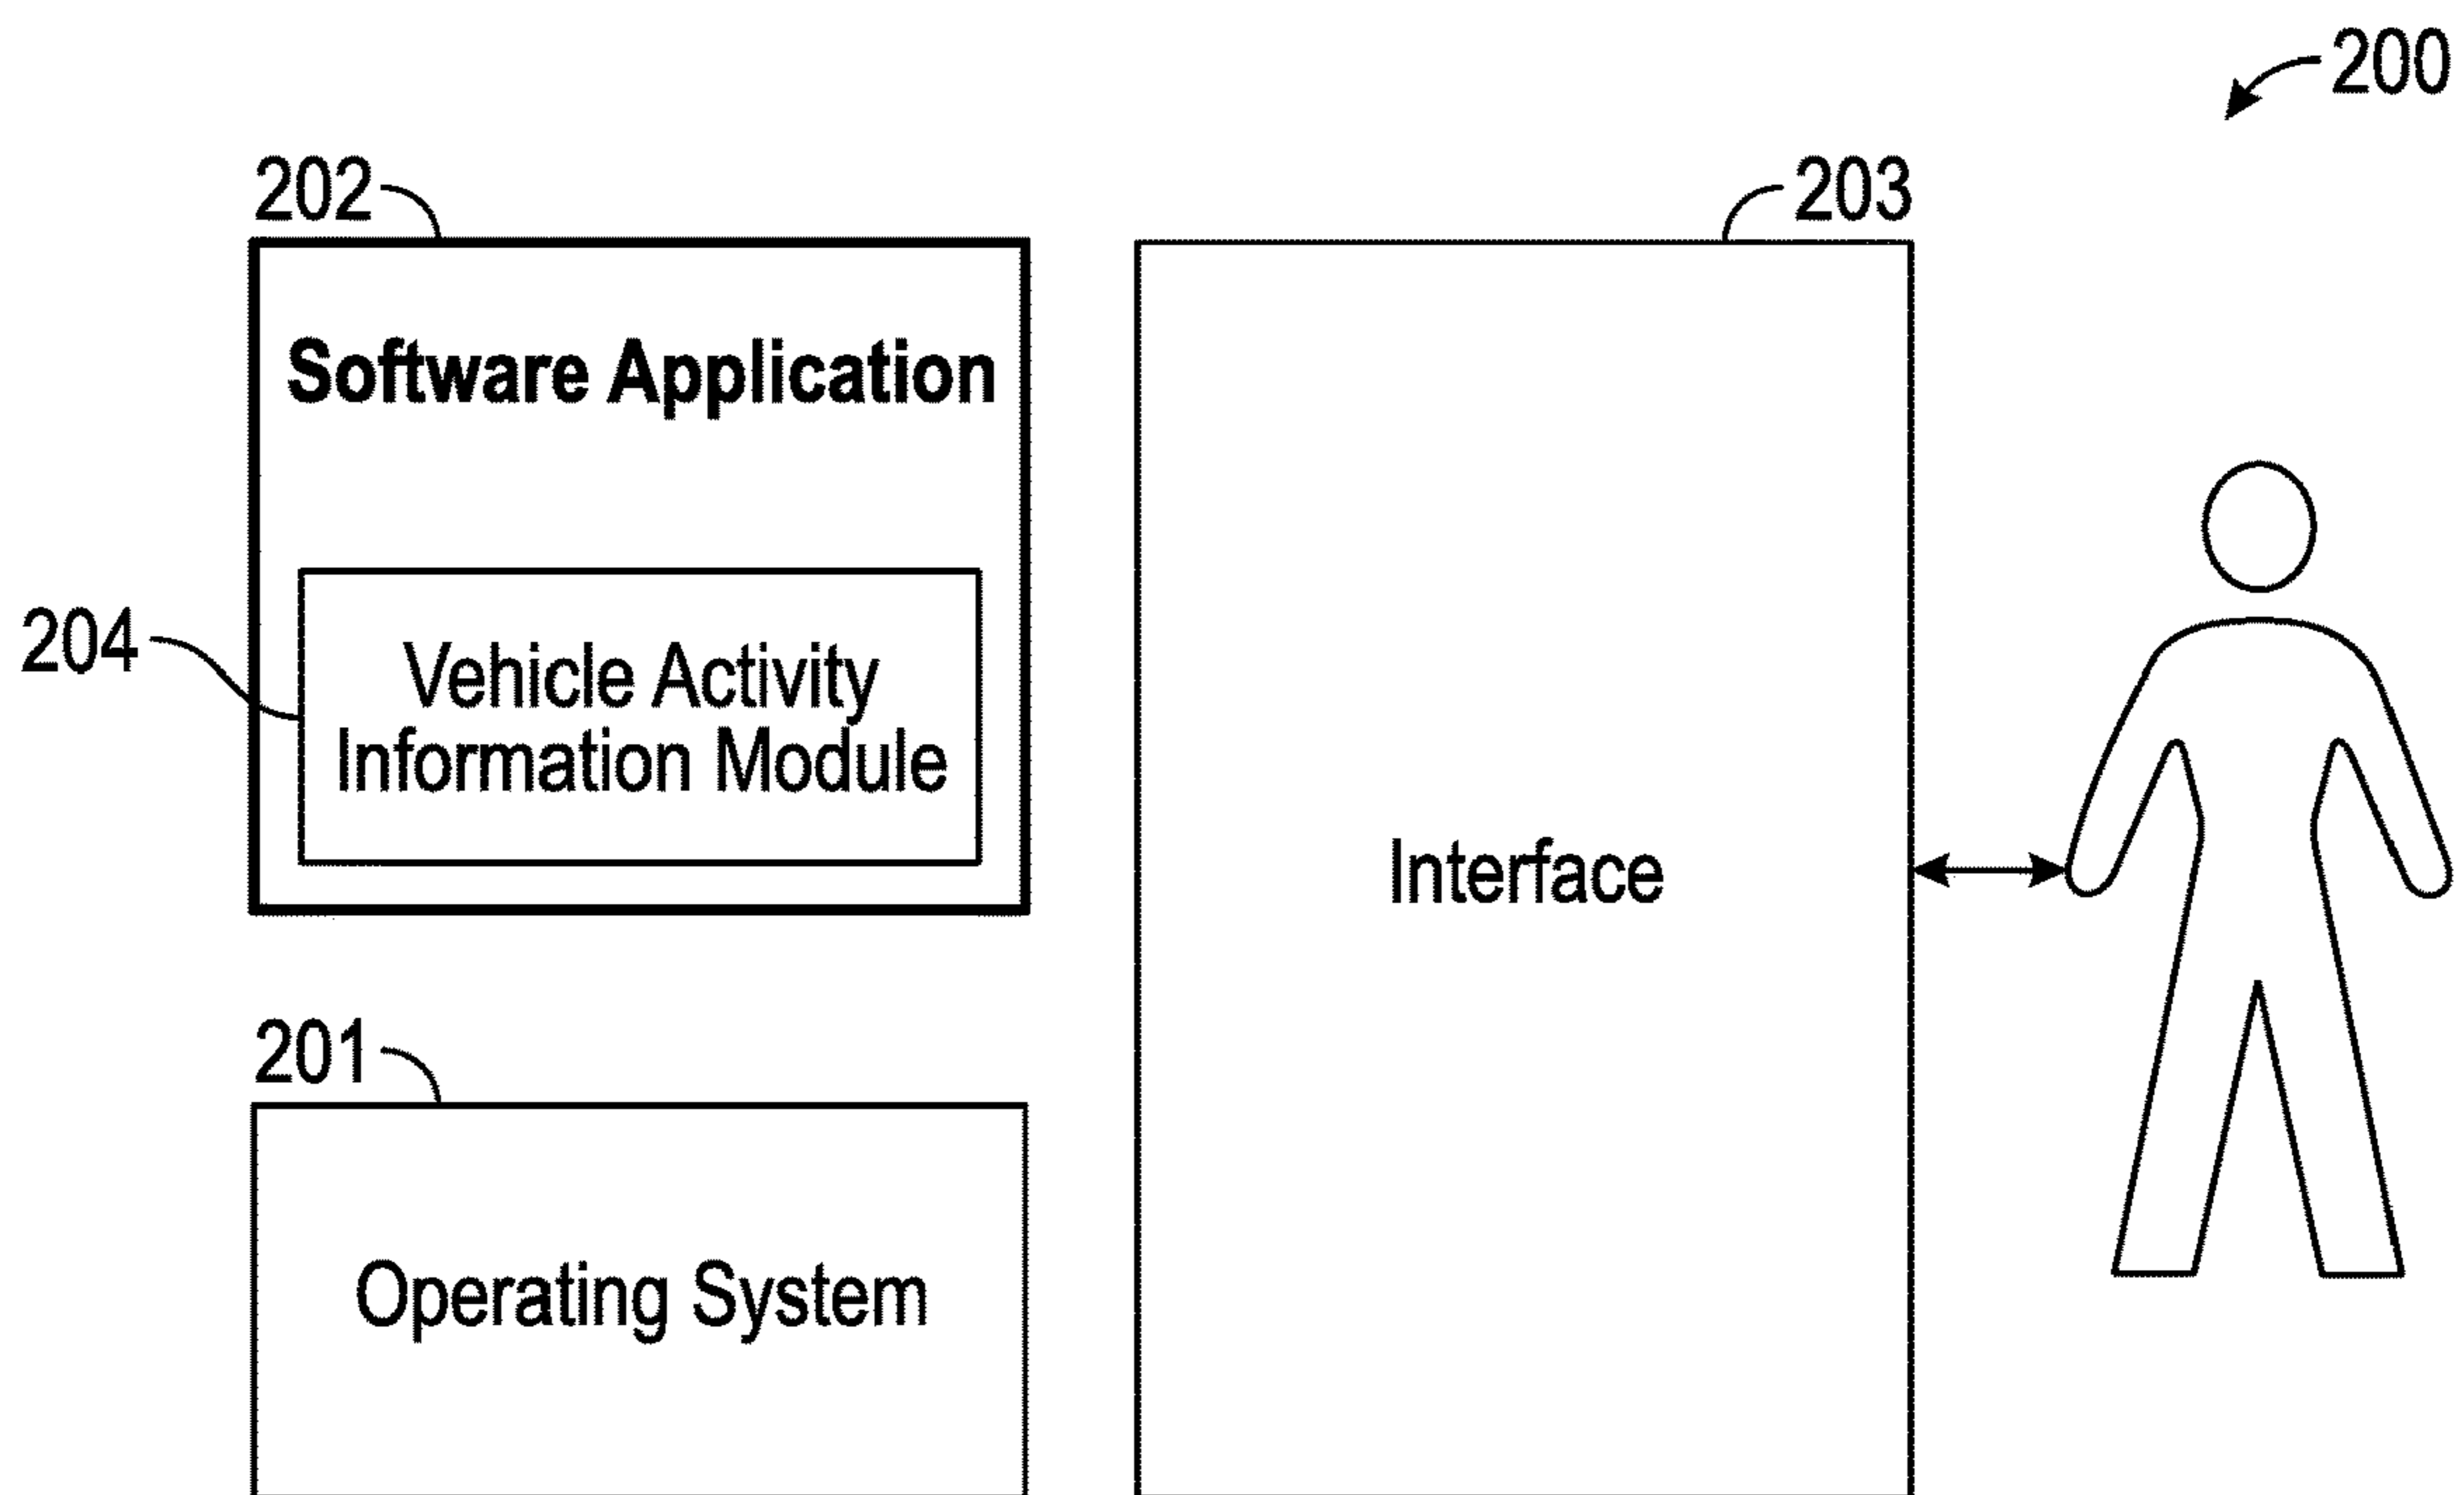 200
202
203
Software Application
204
Vehicle Activity
Information Module
Interface
201
Operating System